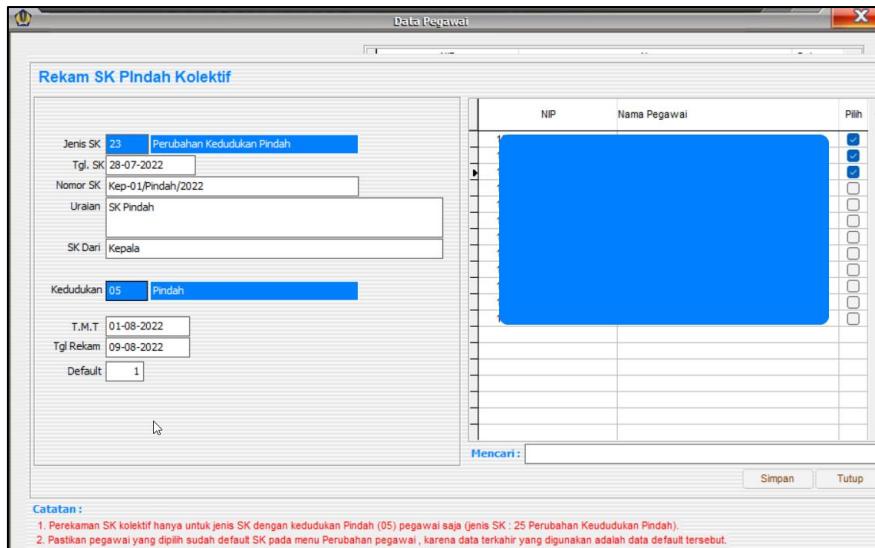 Data Pegawai
Rekam SK PIndah Kolektif
NIP Nama Pegawai Pilih
Jenis SK 23 Perubahan Kedudukan Pindah
Tgl. SK 28-07-2022
Nomor SK Kep-01/Pindah/2022
Uraian SK Pindah
SK Dari Kepala
Kedudukan 05 Pindah
T.M.T 01-08-2022
Tgl Rekam 09-08-2022
Default 1
Mencari :
Simpan Tutup
Catatan :
1. Perekaman SK kolektif hanya untuk jenis SK dengan kedudukan Pindah (05) pegawai saja (jenis SK : 25 Perubahan Keududukan Pindah).
2. Pastikan pegawai yang dipilih sudah default SK pada menu Perubahan pegawai , karena data terkahir yang digunakan adalah data default tersebut.